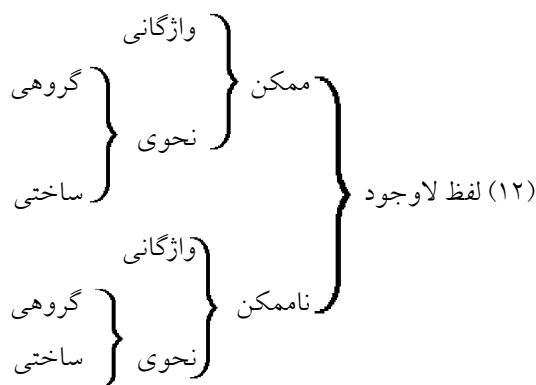 واژگانی
ممکن
گروهی
نحوی
ساختی
(۱۲) لفظ لاوجود
واژگانی
ناممکن
گروهی
نحوی
ساختی